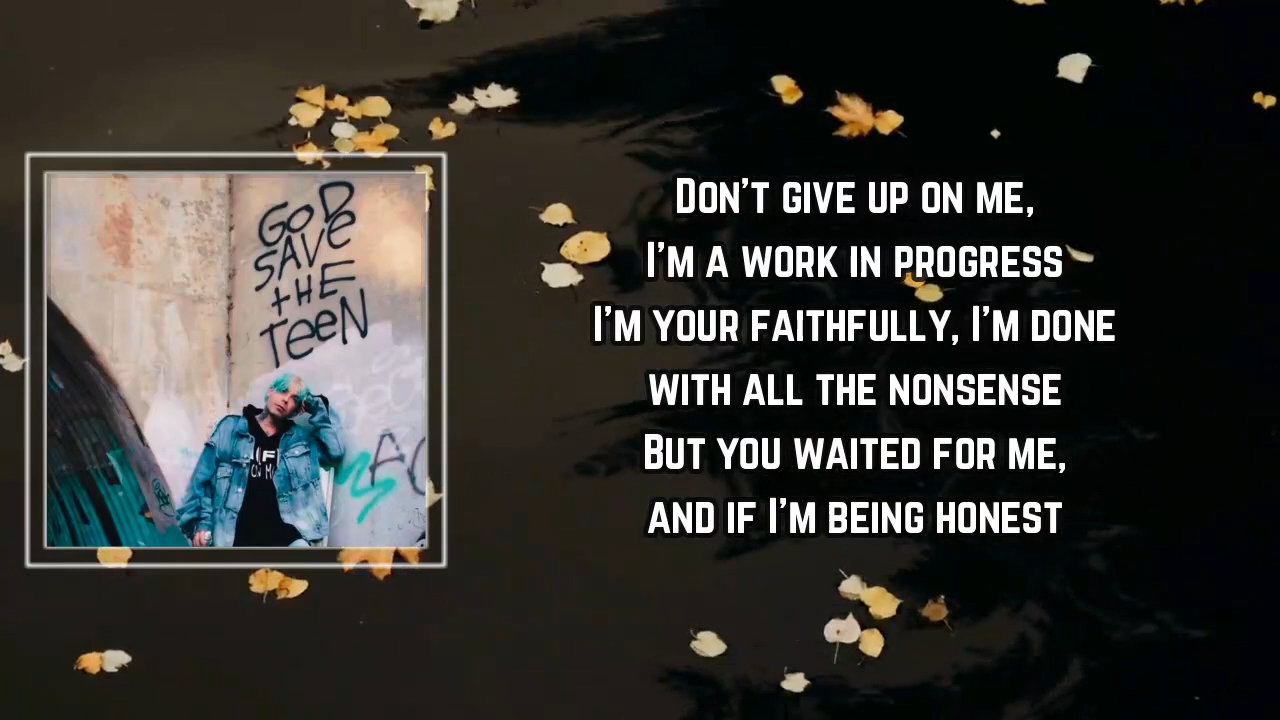 GOD
SAVE
tHE
TeeN
DON'T GIVE UP ON ME,
I'M A WORK IN PROGRESS
I'M YOUR FAITHFULLY, I'M DONE
WITH ALL THE NONSENSE
BUT YOU WAITED FOR ME,
AND IF I'M BEING HONEST